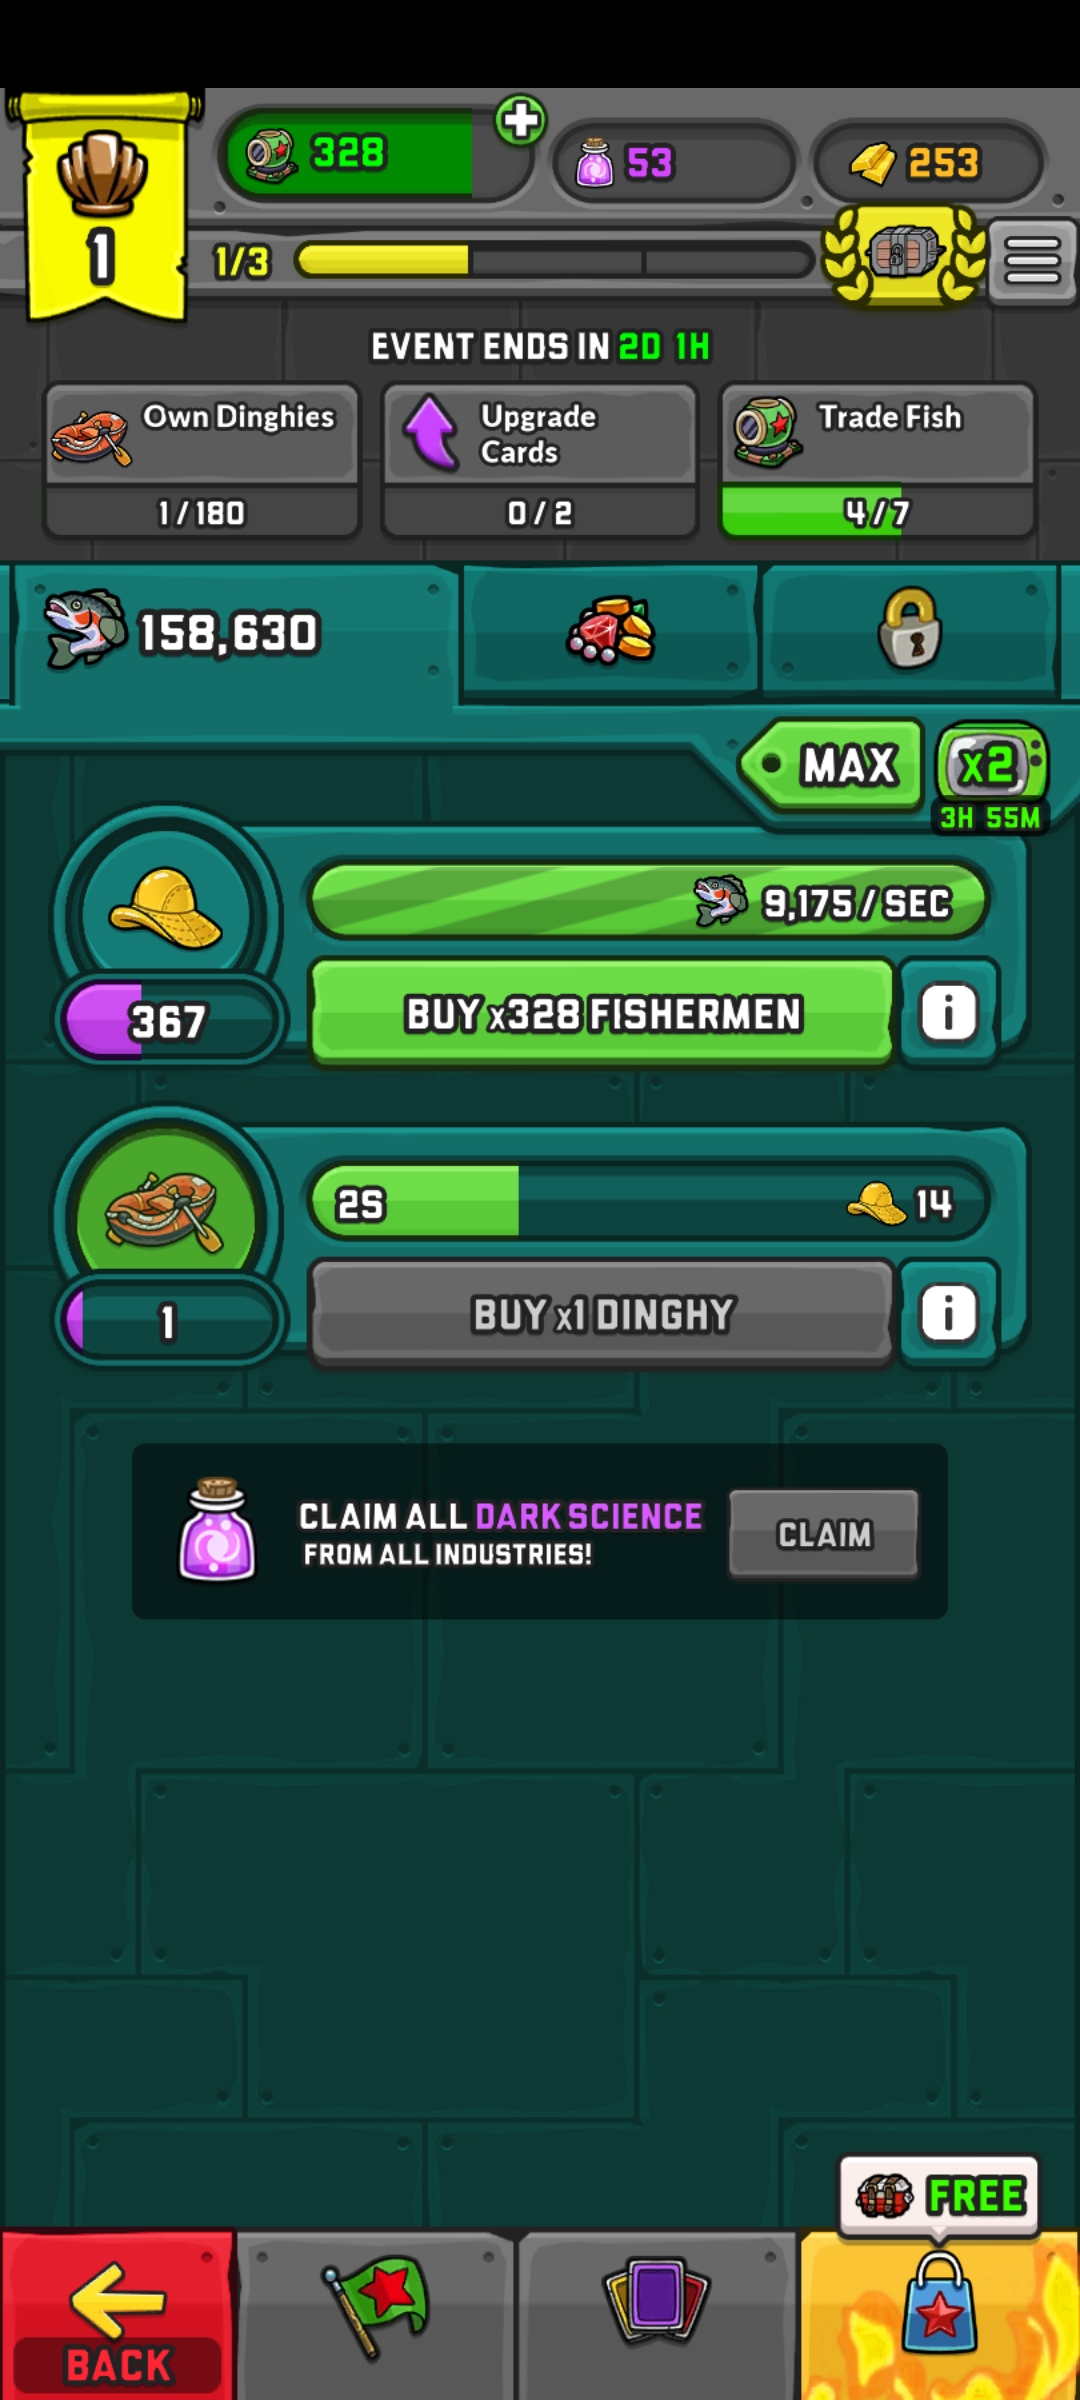 328
53
253
1
1/3
EVENT ENDS IN 2D 1H
Own Dinghies
1/180
Upgrade
Cards
0/2
Trade Fish
4/7
158,630
MAX
x2
3H 55M
9,175/SEC
367
BUY x328 FISHERMEN
i
2S
14
1
BUY x1 DINGHY
i
CLAIM ALL DARK SCIENCE
FROM ALL INDUSTRIES!
CLAIM
FREE
BACK